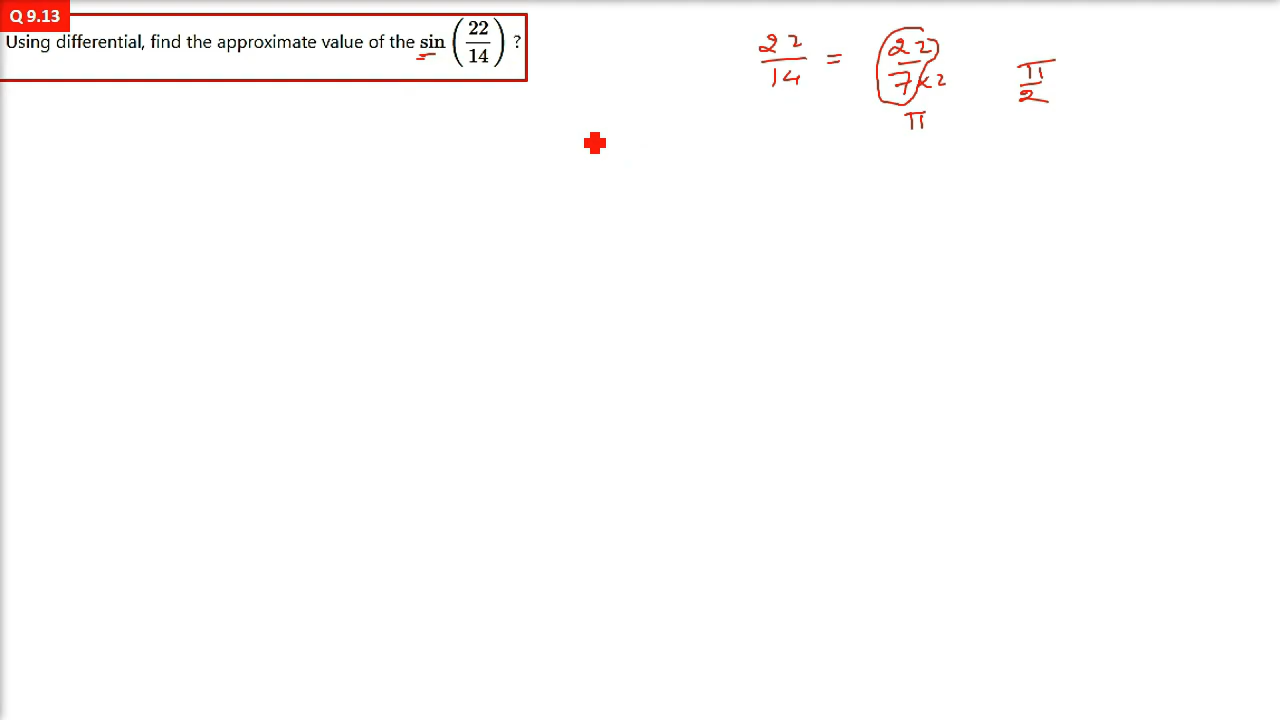 Q 9.13
Using differential, find the approximate value of the sin(22/14) ?
22/14 = 22/7×2 π/2
π